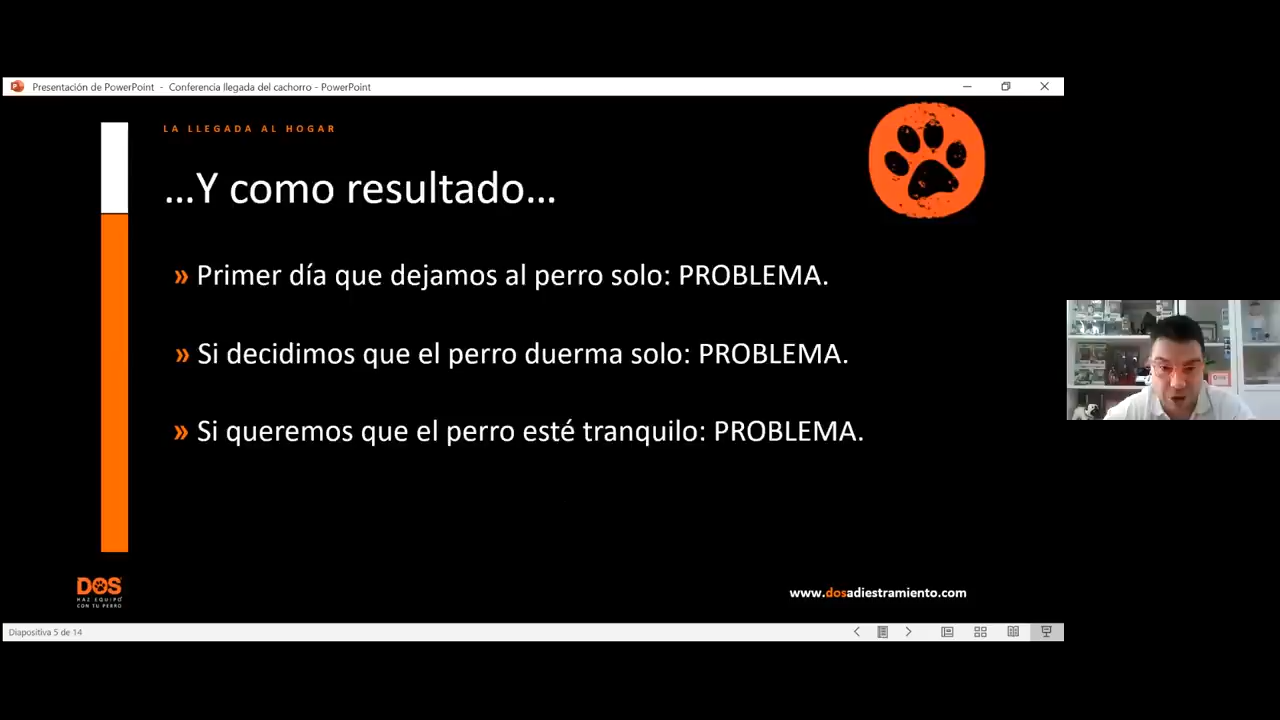 Presentación de PowerPoint - Conferencia llegada del cachorro - PowerPoint
LA LLEGADA AL HOGAR
...Y como resultado...
» Primer día que dejamos al perro solo: PROBLEMA.
» Si decidimos que el perro duerma solo: PROBLEMA.
» Si queremos que el perro esté tranquilo: PROBLEMA.
DOS
HAZ EQUIPO
CON TU PERRO
www.dosadiestramiento.com
Diapositiva 5 de 14